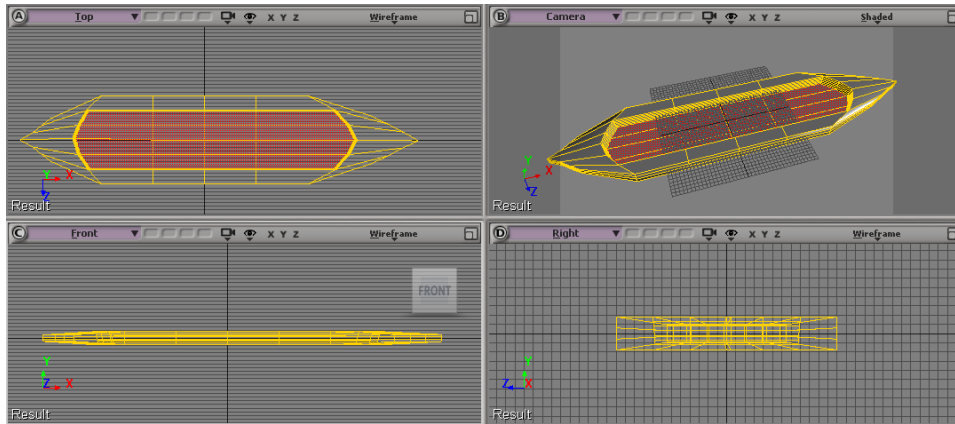 A Top Wireframe
X Y Z
B Camera Shaded
X Y Z
Y
X
Z
Result
Y
X
Z
Result
C Front Wireframe
X Y Z
D Right Wireframe
X Y Z
FRONT
Y
Z X
Result
Y
Z X
Result